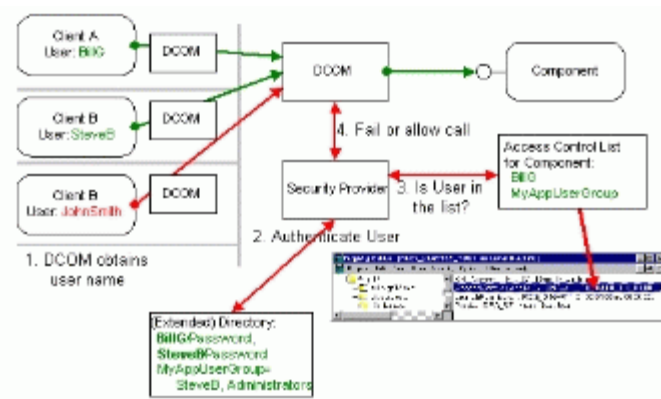 Client A
User: BillG
DCOM
DCOM
Component
Client B
User: SteveB
DCOM
4. Fail or allow call
Access Control List
for Component:
BillG
MyAppUserGroup
Client B
User: JohnSmith
DCOM
Security Provider
3. Is User in
the list?
2. Authenticate User
1. DCOM obtains
user name
(Extended) Directory:
BillG/Password,
SteveB/Password
MyAppUserGroup=
SteveB, Administrators